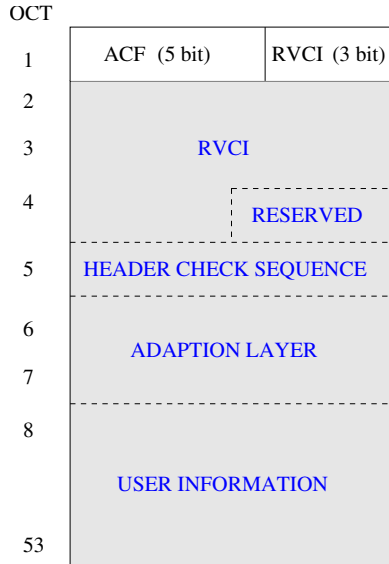 OCT
1 ACF (5 bit) RVCI (3 bit)
2
3 RVCI
4 RESERVED
5 HEADER CHECK SEQUENCE
6
ADAPTION LAYER
7
8
USER INFORMATION
53